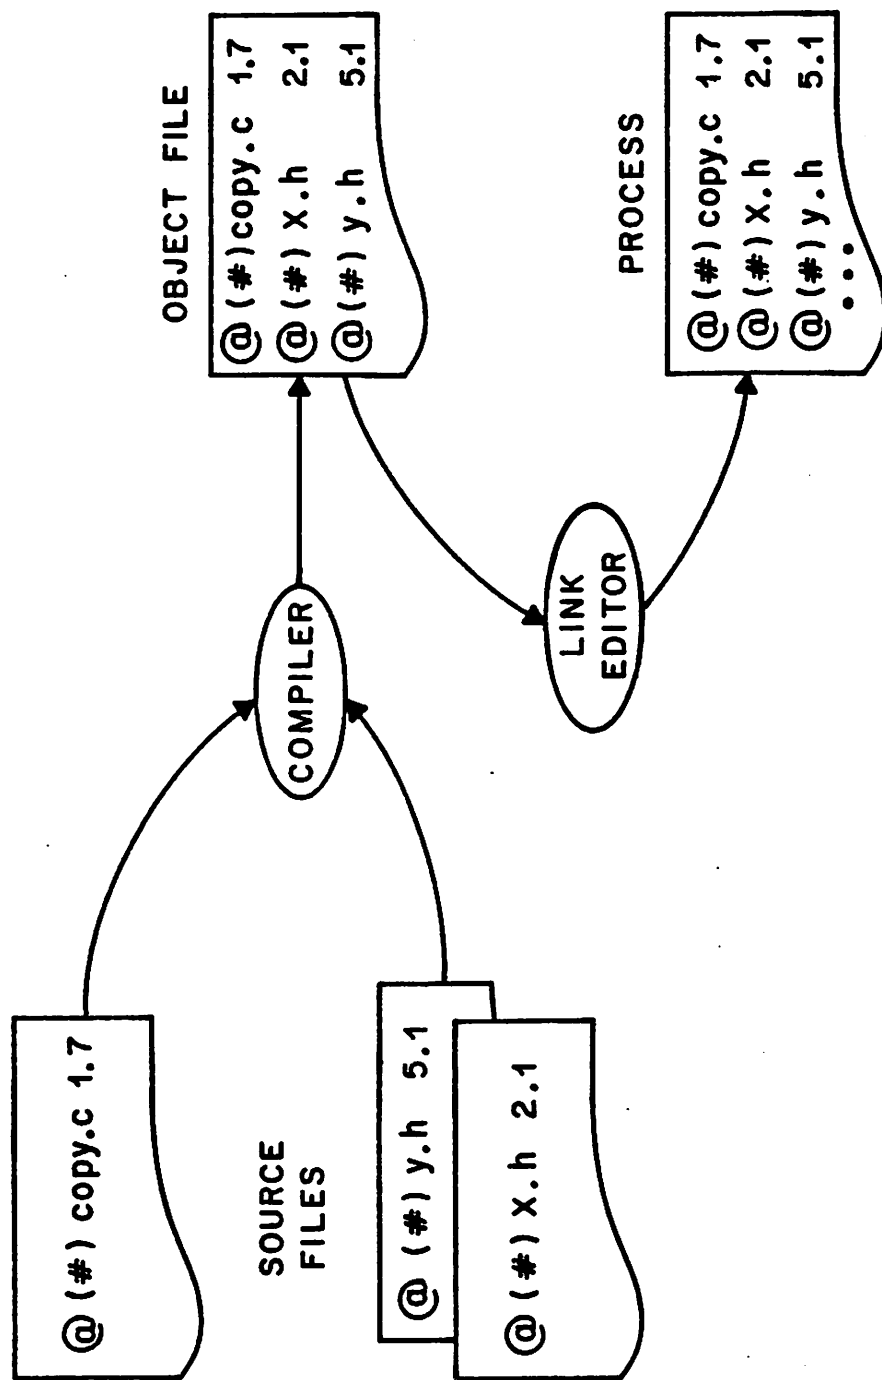 @(#) copy.c 1.7
SOURCE
FILES
@ (#) y.h 5.1
@ (#) x.h 2.1
COMPILER
OBJECT FILE
@(#)copy.c 1.7
@(#) x.h 2.1
@(#) y.h 5.1
LINK
EDITOR
PROCESS
@(#) copy.c 1.7
@(#) x.h 2.1
@(#) y.h 5.1
•••